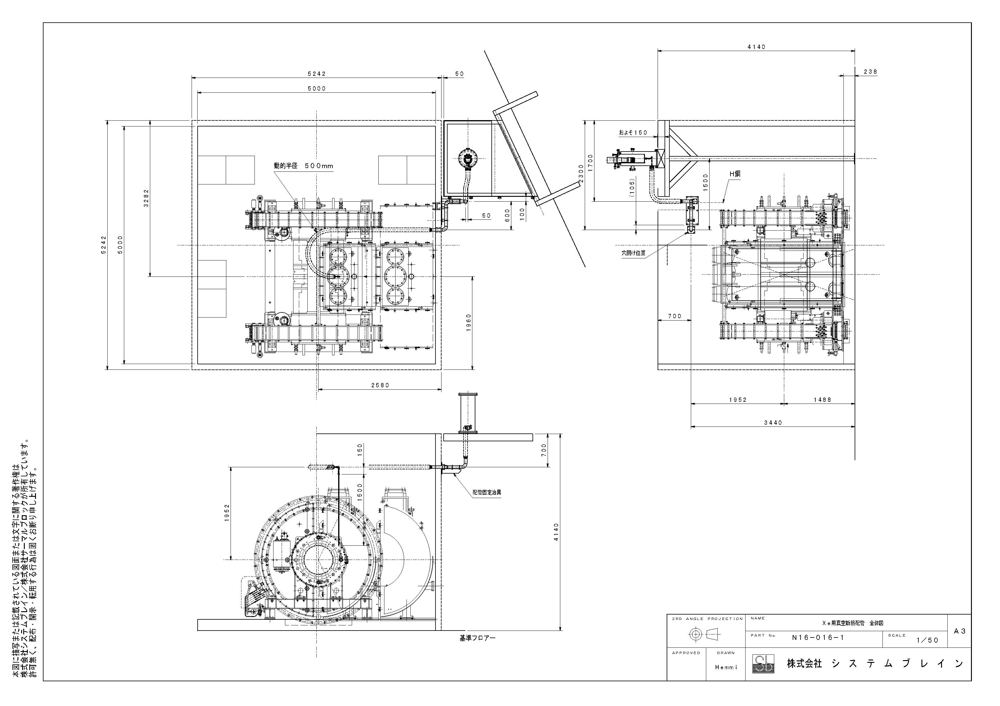 4140
238
5242
50
5000
およそ150
動的半径 500mm
1700
2300
H鋼
(105)
1500
3282
50
600
100
5242
5000
穴開け位置
700
1960
2580
1952
1488
3440
150
700
1500
配管固定治具
1952
4140
基準フロアー
本図に描写または記載されている図面または文字に関する著作権は
株式会社システムブレイン/株式会社サーマルブロックが所有しています。
許可無く、配布・開示・転用する行為は固くお断り申し上げます。
3RD ANGLE PROJECTION
NAME
Xe用真空断熱配管 全体図
A3
PART No.
N16-016-1
SCALE
1/50
APPROVED
DRAWN
Hemmi
Sb
株式会社 システムブレイン